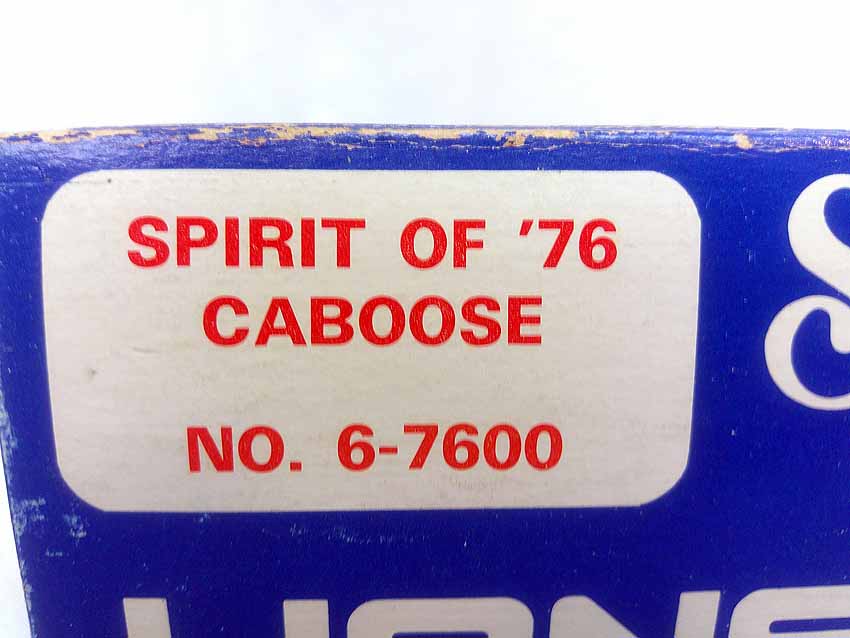 SPIRIT OF '76
CABOOSE
NO. 6-7600